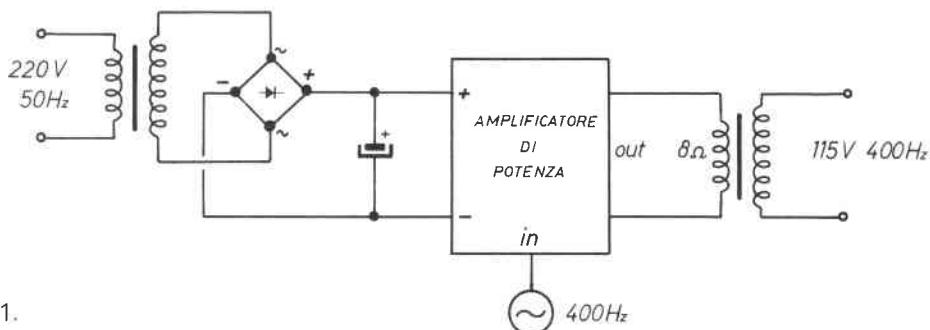 220V
50Hz
~
-
+
~
+
+
-
AMPLIFICATORE
DI
POTENZA
in
out
8Ω
115V 400Hz
~
400Hz
1.